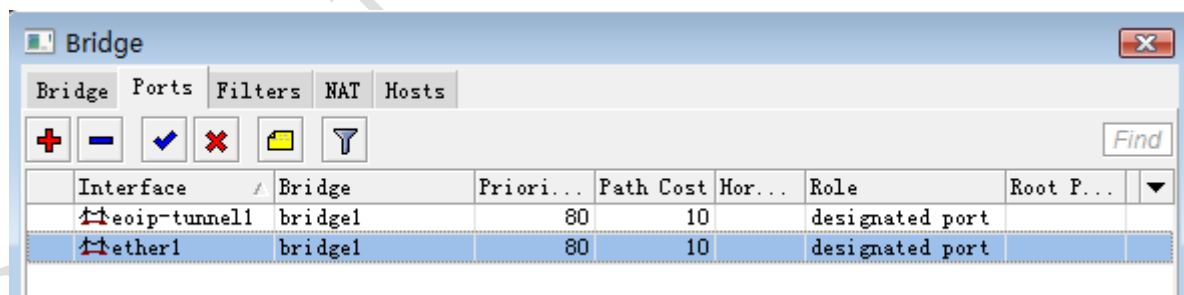 Bridge
Bridge Ports Filters NAT Hosts
Find
Interface Bridge Priori... Path Cost Hor... Role Root P...
eoip-tunnel1 bridge1 80 10 designated port
ether1 bridge1 80 10 designated port